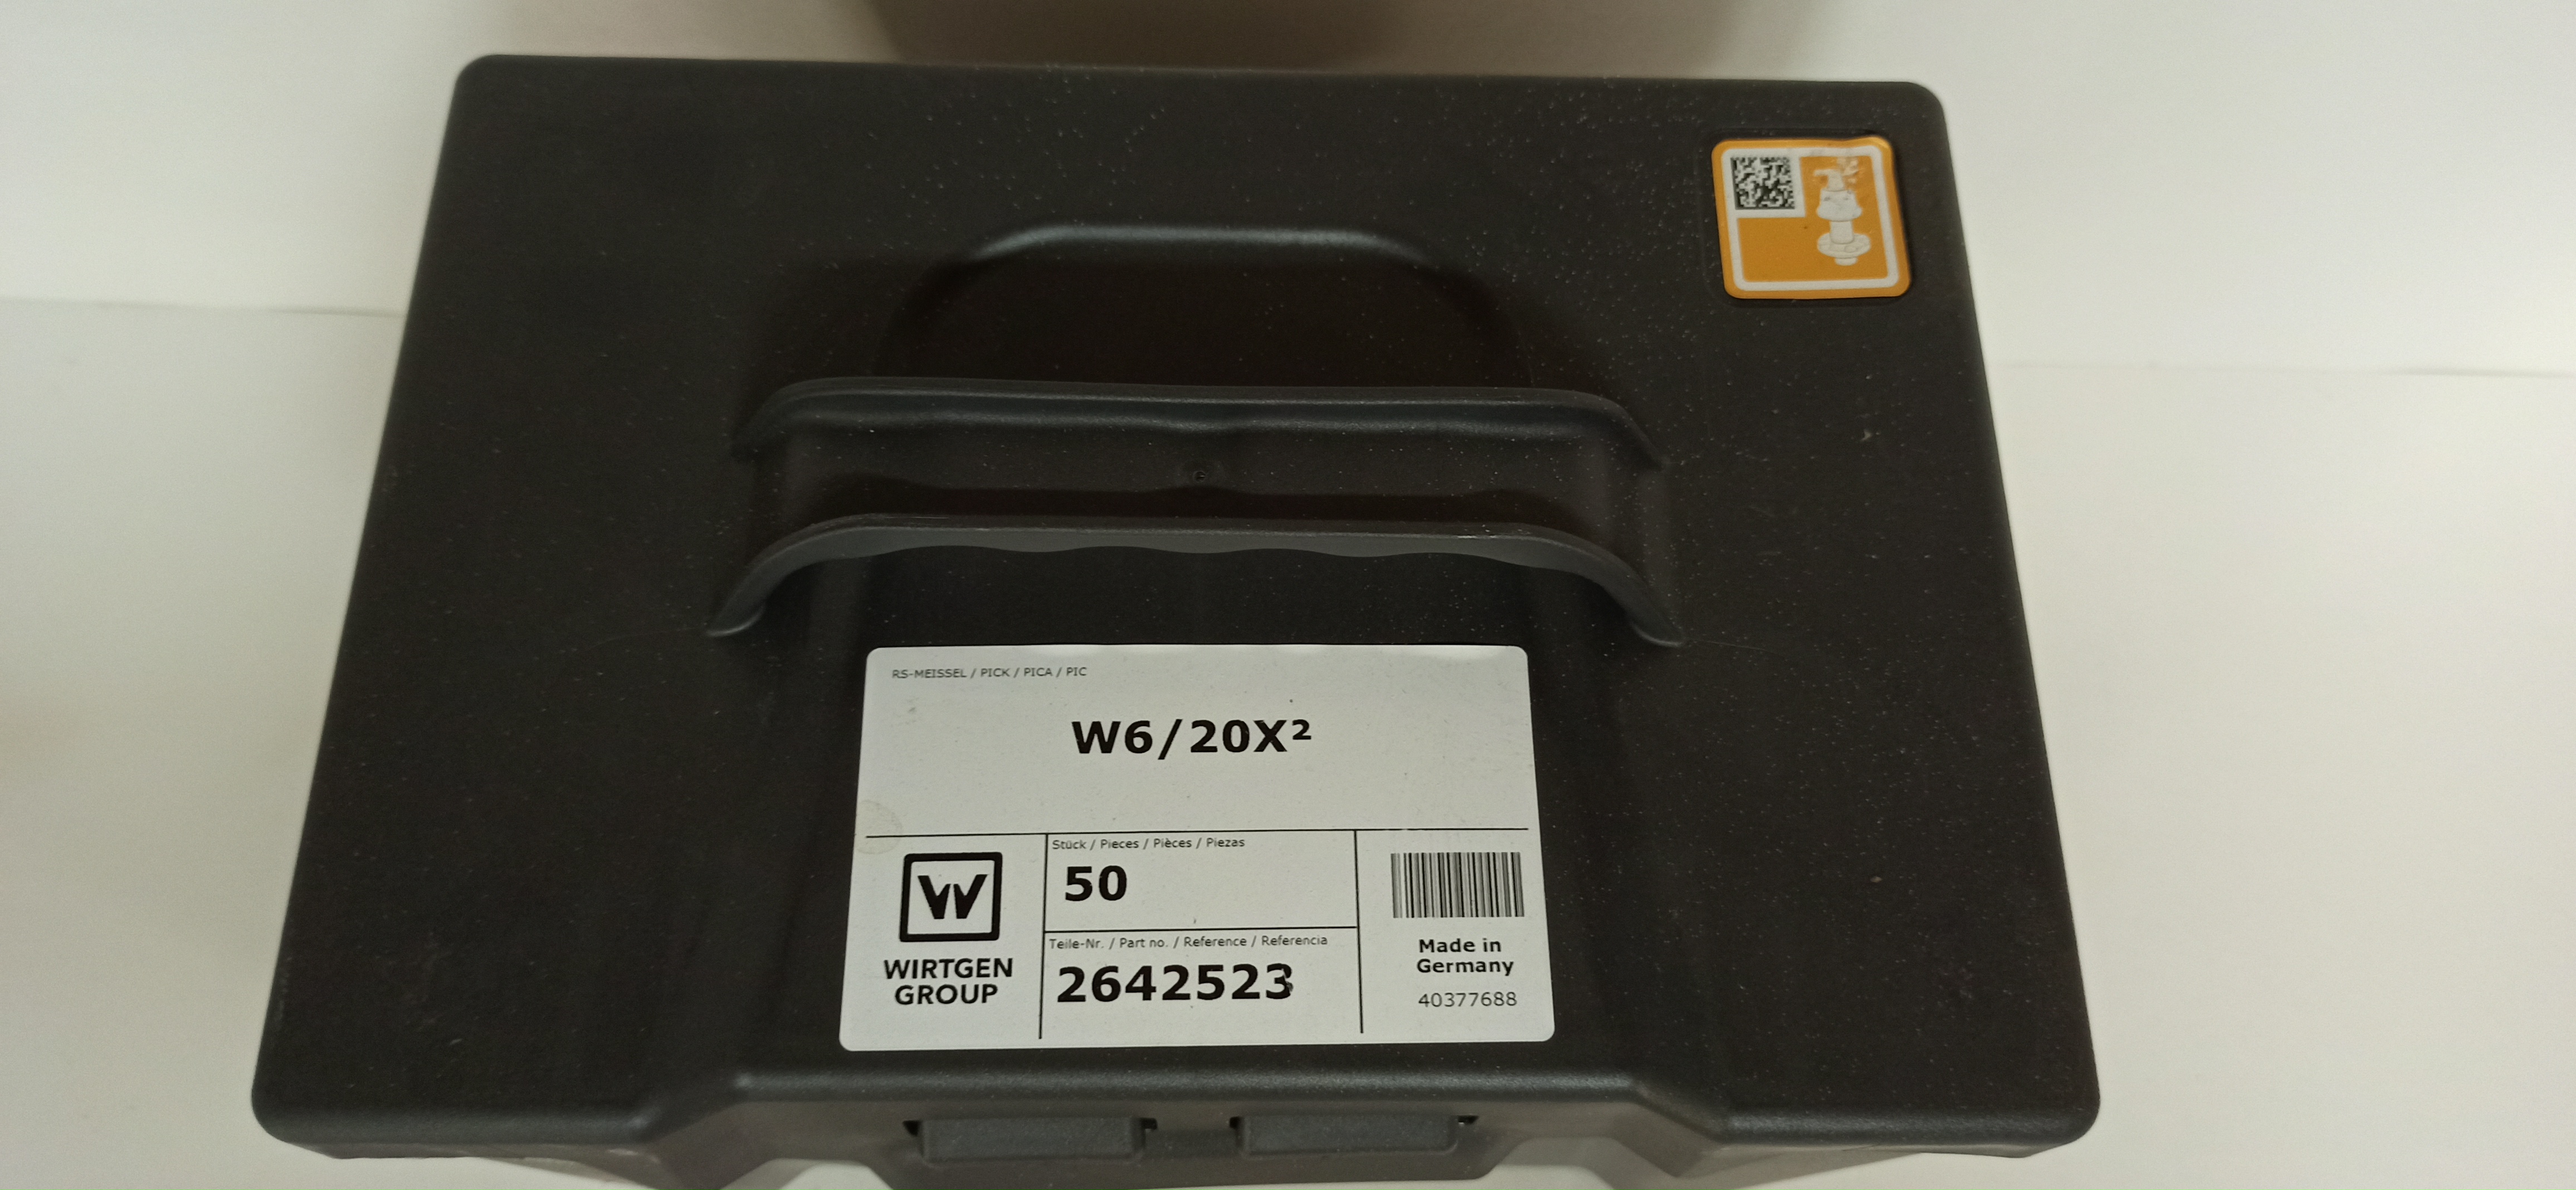 RS-MEISSEL / PICK / PICA / PIC
W6/20X²
WIRTGEN
GROUP
Stück / Pieces / Pièces / Piezas
50
Teile-Nr. / Part no. / Reference / Referencia
2642523
Made in
Germany
40377688